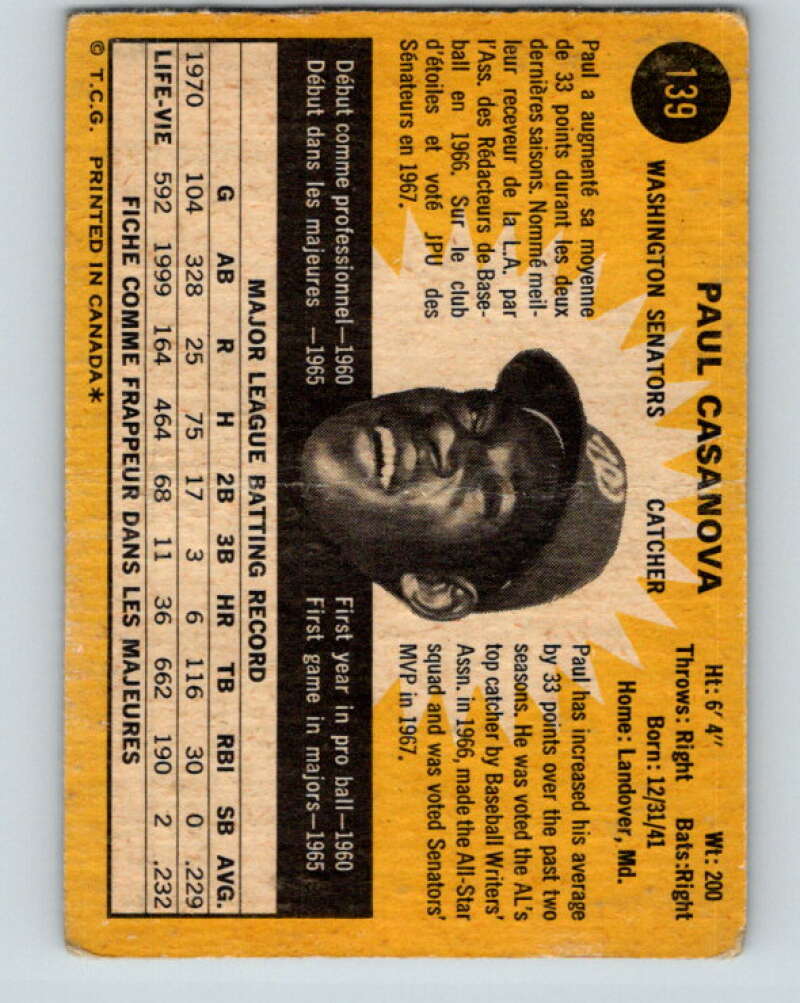 139
PAUL CASANOVA
WASHINGTON SENATORS CATCHER
Ht: 6' 4" Wt: 200
Throws: Right Bats: Right
Born: 12/31/41
Home: Landover, Md.
Paul a augmenté sa moyenne
de 33 points durant les deux
dernières saisons. Nommé meil-
leur receveur de la L.A. par
l'Ass. des Rédacteurs de Base-
ball en 1966. Sur le club
d'étoiles et voté JPU des
Sénateurs en 1967.
Paul has increased his average
by 33 points over the past two
seasons. He was voted the AL's
top catcher by Baseball Writers'
Assn. in 1966, made the All-Star
squad and was voted Senators'
MVP in 1967.
Début comme professionnel—1960
Début dans les majeures —1965
First year in pro ball—1960
First game in majors—1965
MAJOR LEAGUE BATTING RECORD
G AB R H 2B 3B HR TB RBI SB AVG.
1970 104 328 25 75 17 3 6 116 30 0 .229
LIFE-VIE 592 1999 164 464 68 11 36 662 190 2 .232
FICHE COMME FRAPPEUR DANS LES MAJEURES
© T.C.G. PRINTED IN CANADA*